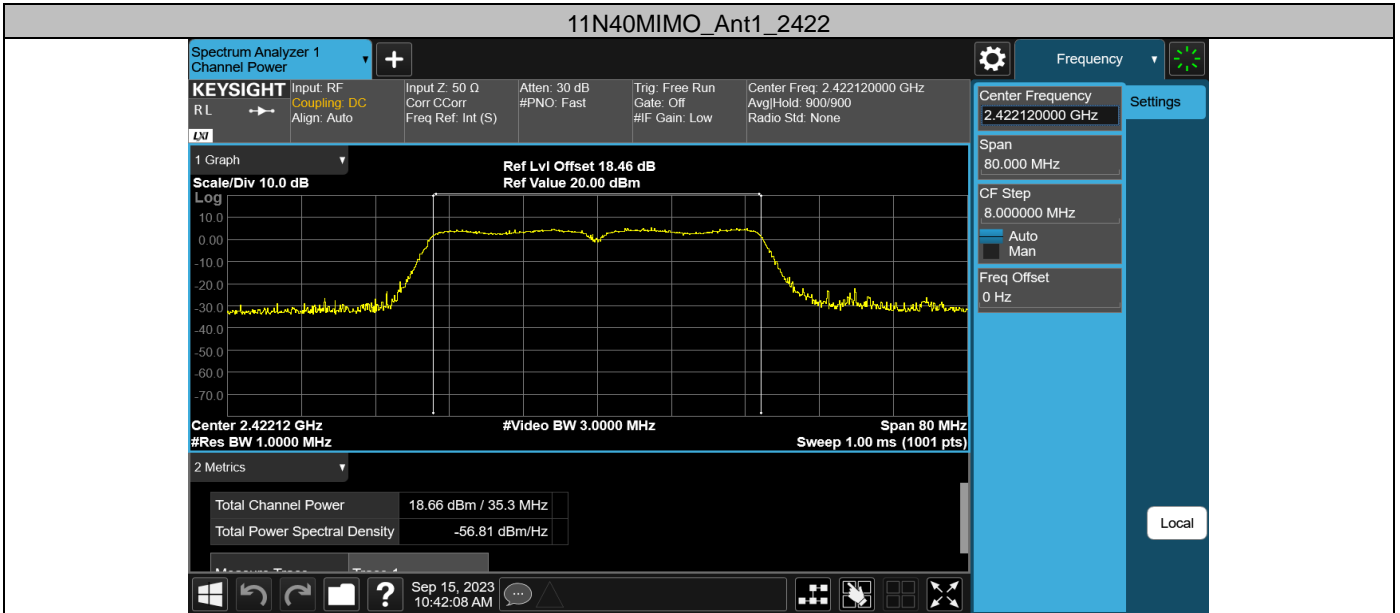 11N40MIMO_Ant1_2422
Spectrum Analyzer 1
Channel Power
Frequency
KEYSIGHT
R L
LXI
Input: RF
Coupling: DC
Align: Auto
Input Z: 50 Ω
Corr CCorr
Freq Ref: Int (S)
Atten: 30 dB
#PNO: Fast
Trig: Free Run
Gate: Off
#IF Gain: Low
Center Freq: 2.422120000 GHz
Avg|Hold: 900/900
Radio Std: None
Center Frequency
2.422120000 GHz
Settings
Span
80.000 MHz
CF Step
8.000000 MHz
Auto
Man
Freq Offset
0 Hz
1 Graph
Scale/Div 10.0 dB
Ref Lvl Offset 18.46 dB
Ref Value 20.00 dBm
Log
10.0
0.00
-10.0
-20.0
-30.0
-40.0
-50.0
-60.0
-70.0
Center 2.42212 GHz
#Res BW 1.0000 MHz
#Video BW 3.0000 MHz
Span 80 MHz
Sweep 1.00 ms (1001 pts)
2 Metrics
Total Channel Power 18.66 dBm / 35.3 MHz
Total Power Spectral Density -56.81 dBm/Hz
Local
?
Sep 15, 2023
10:42:08 AM